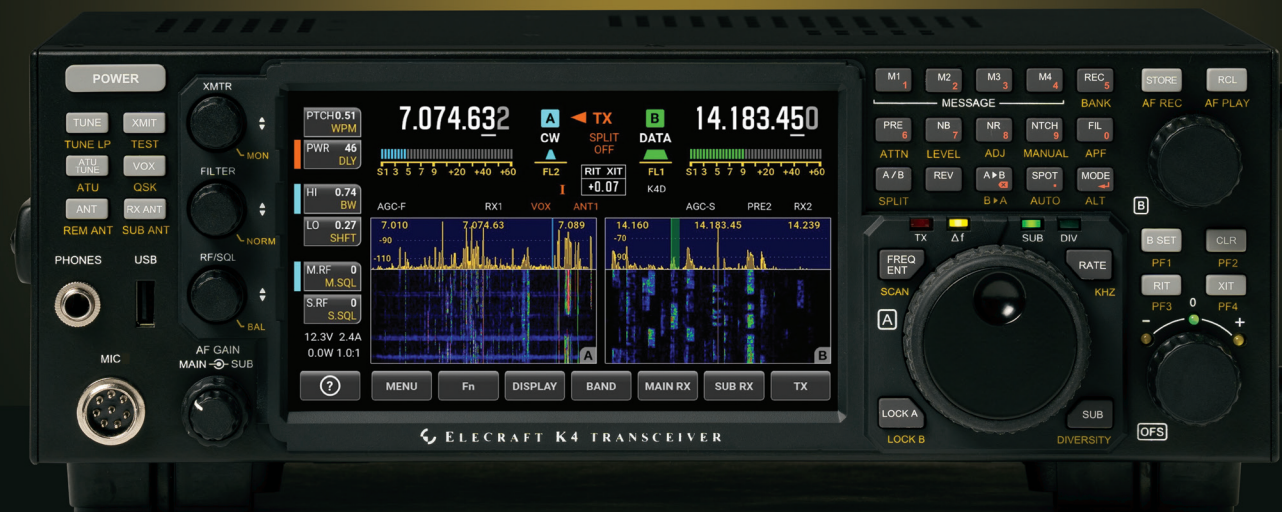 POWER
TUNE XMIT
TUNE LP TEST
ATU TUNE VOX
ATU QSK
ANT RX ANT
REM ANT SUB ANT
PHONES USB
MIC
XMTR
MON
FILTER
NORM
RF/SQL
BAL
AF GAIN
MAIN SUB
PTCH 0.51
WPM
PWR 46
DLY
HI 0.74
BW
LO 0.27
SHFT
M.RF 0
M.SQL
S.RF 0
S.SQL
12.3V 2.4A
0.0W 1.0:1
7.074.632 A TX B 14.183.450
CW SPLIT OFF DATA
S1 3 5 7 9 +20 +40 +60 FL2 RIT XIT FL1 S1 3 5 7 9 +20 +40 +60
I +0.07 K4D
AGC-F RX1 VOX ANT1 AGC-S PRE2 RX2
7.010 7.074.63 7.089 14.160 14.183.45 14.239
-90 -70
-110 -90
A B
? MENU Fn DISPLAY BAND MAIN RX SUB RX TX
ELECRAFT K4 TRANSCEIVER
M1 1 M2 2 M3 3 M4 4 REC 5
MESSAGE BANK
PRE 6 NB 7 NR 8 NTCH 9 FIL 0
ATTN LEVEL ADJ MANUAL APF
A/B REV A▶B SPOT . MODE
SPLIT B▶A AUTO ALT
TX Δf SUB DIV
FREQ ENT RATE
SCAN KHZ
A
LOCK A SUB
LOCK B DIVERSITY
STORE RCL
AF REC AF PLAY
B
B SET CLR
PF1 PF2
RIT XIT
PF3 0 PF4
- +
OFS